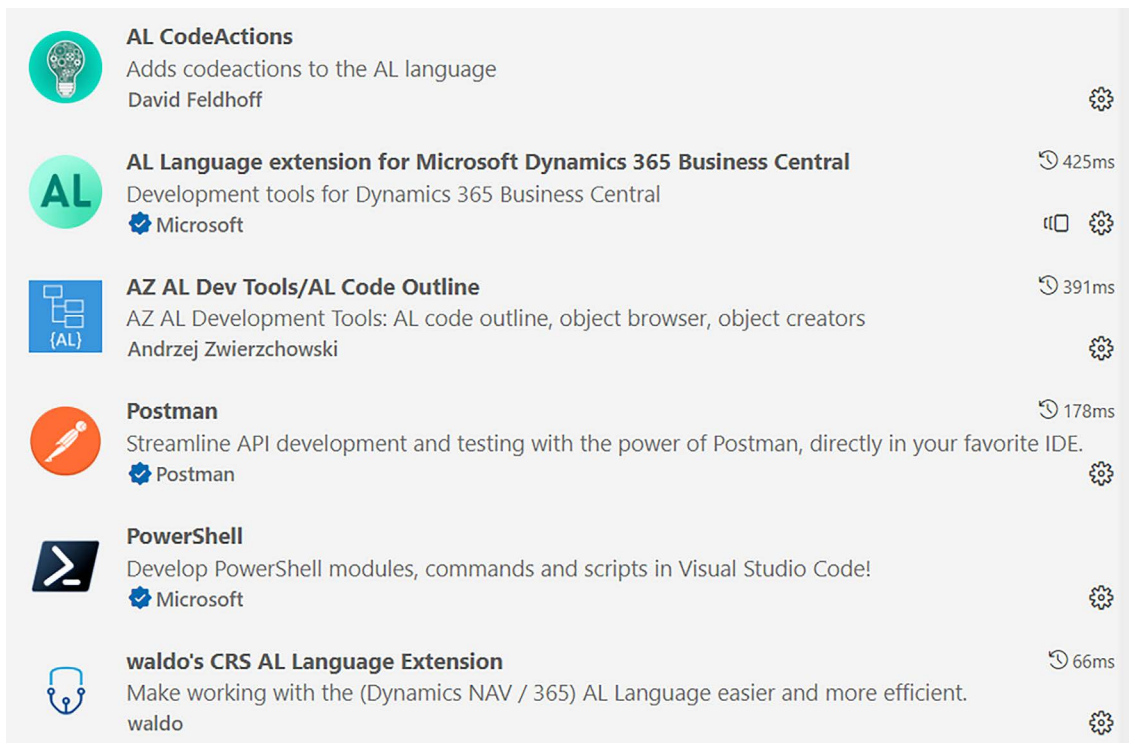 AL CodeActions
Adds codeactions to the AL language
David Feldhoff
AL Language extension for Microsoft Dynamics 365 Business Central
425ms
Development tools for Dynamics 365 Business Central
AL
Microsoft
AZ AL Dev Tools/AL Code Outline
391ms
AZ AL Development Tools: AL code outline, object browser, object creators
{AL}
Andrzej Zwierzchowski
Postman
178ms
Streamline API development and testing with the power of Postman, directly in your favorite IDE.
Postman
PowerShell
Develop PowerShell modules, commands and scripts in Visual Studio Code!
Microsoft
waldo's CRS AL Language Extension
66ms
Make working with the (Dynamics NAV / 365) AL Language easier and more efficient.
waldo